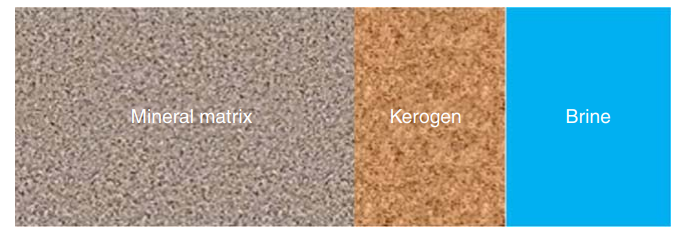 Mineral matrix
Kerogen
Brine